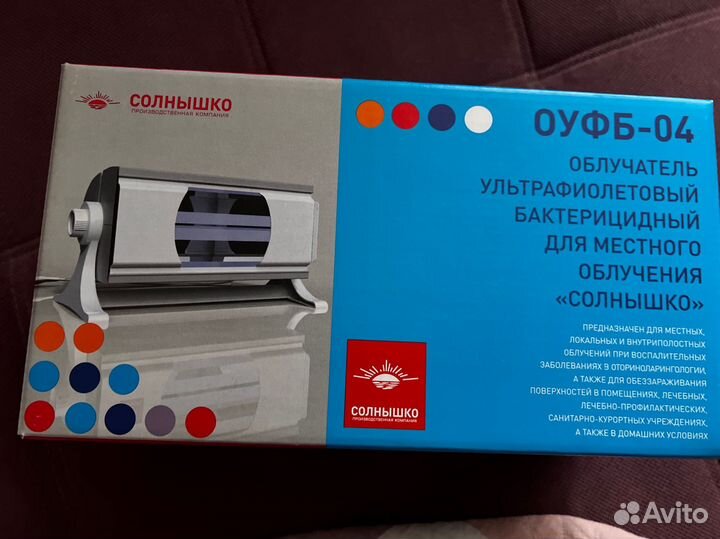 СОЛНЫШКО
ПРОИЗВОДСТВЕННАЯ КОМПАНИЯ
ОУФБ-04
ОБЛУЧАТЕЛЬ
УЛЬТРАФИОЛЕТОВЫЙ
БАКТЕРИЦИДНЫЙ
ДЛЯ МЕСТНОГО
ОБЛУЧЕНИЯ
«СОЛНЫШКО»
ПРЕДНАЗНАЧЕН ДЛЯ МЕСТНЫХ,
ЛОКАЛЬНЫХ И ВНУТРИПОЛОСТНЫХ
ОБЛУЧЕНИЙ ПРИ ВОСПАЛИТЕЛЬНЫХ
ЗАБОЛЕВАНИЯХ В ОТОРИНОЛАРИНГОЛОГИИ,
А ТАКЖЕ ДЛЯ ОБЕЗЗАРАЖИВАНИЯ
ПОВЕРХНОСТЕЙ В ПОМЕЩЕНИЯХ, ЛЕЧЕБНЫХ,
ЛЕЧЕБНО-ПРОФИЛАКТИЧЕСКИХ,
САНИТАРНО-КУРОРТНЫХ УЧРЕЖДЕНИЯХ,
А ТАКЖЕ В ДОМАШНИХ УСЛОВИЯХ
СОЛНЫШКО
ПРОИЗВОДСТВЕННАЯ КОМПАНИЯ
Avito